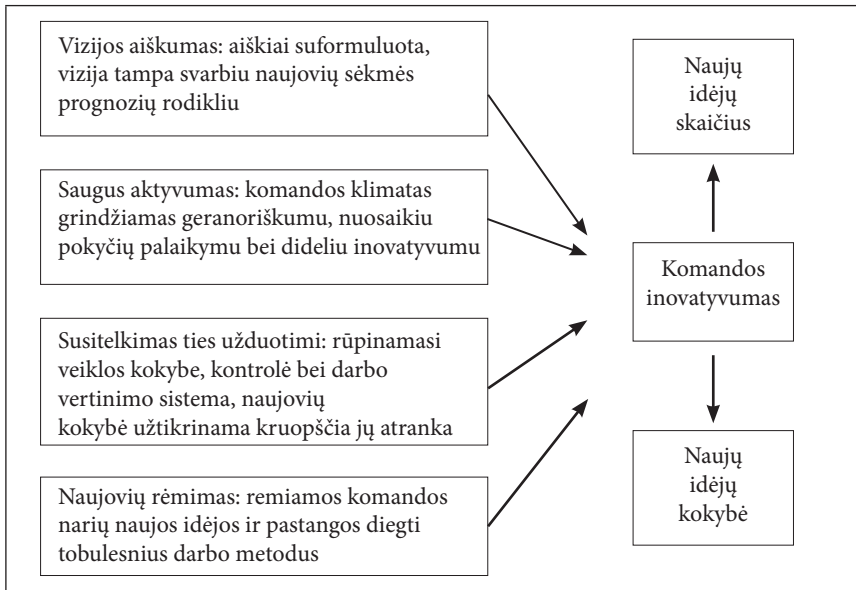 Vizijos aiškumas: aiškiai suformuluota,
vizija tampa svarbiu naujovių sėkmės
prognozių rodikliu
Saugus aktyvumas: komandos klimatas
grindžiamas geranoriškumu, nuosaikiu
pokyčių palaikymu bei dideliu inovatyvumu
Susitelkimas ties užduotimi: rūpinamasi
veiklos kokybe, kontrolė bei darbo
vertinimo sistema, naujovių
kokybė užtikrinama kruopščia jų atranka
Naujovių rėmimas: remiamos komandos
narių naujos idėjos ir pastangos diegti
tobulesnius darbo metodus
Naujų
idėjų
skaičius
Komandos
inovatyvumas
Naujų
idėjų
kokybė